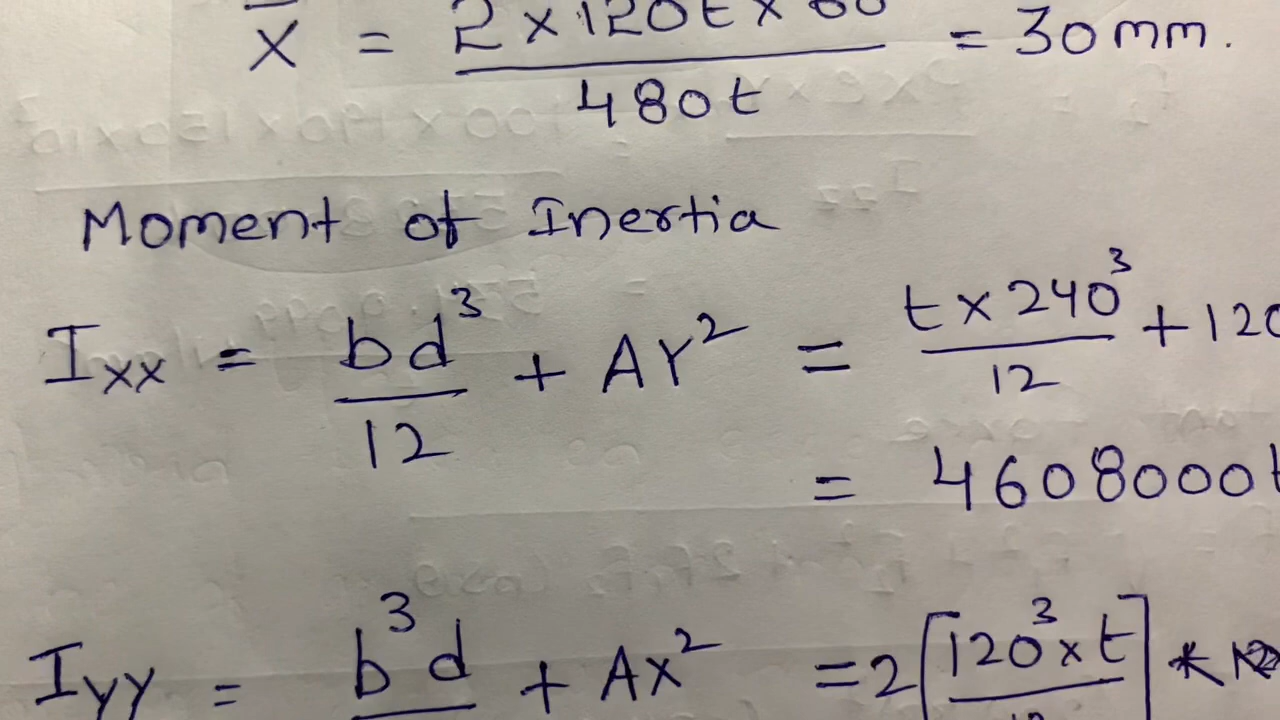 X̄ = 2 × 120t × 60 / 480t = 30mm.
Moment of Inertia
Ixx = bd³ / 12 + AY² = t × 240³ / 12 + 120
= 4608000t
Iyy = b³d + Ax² = 2[120³ × t]